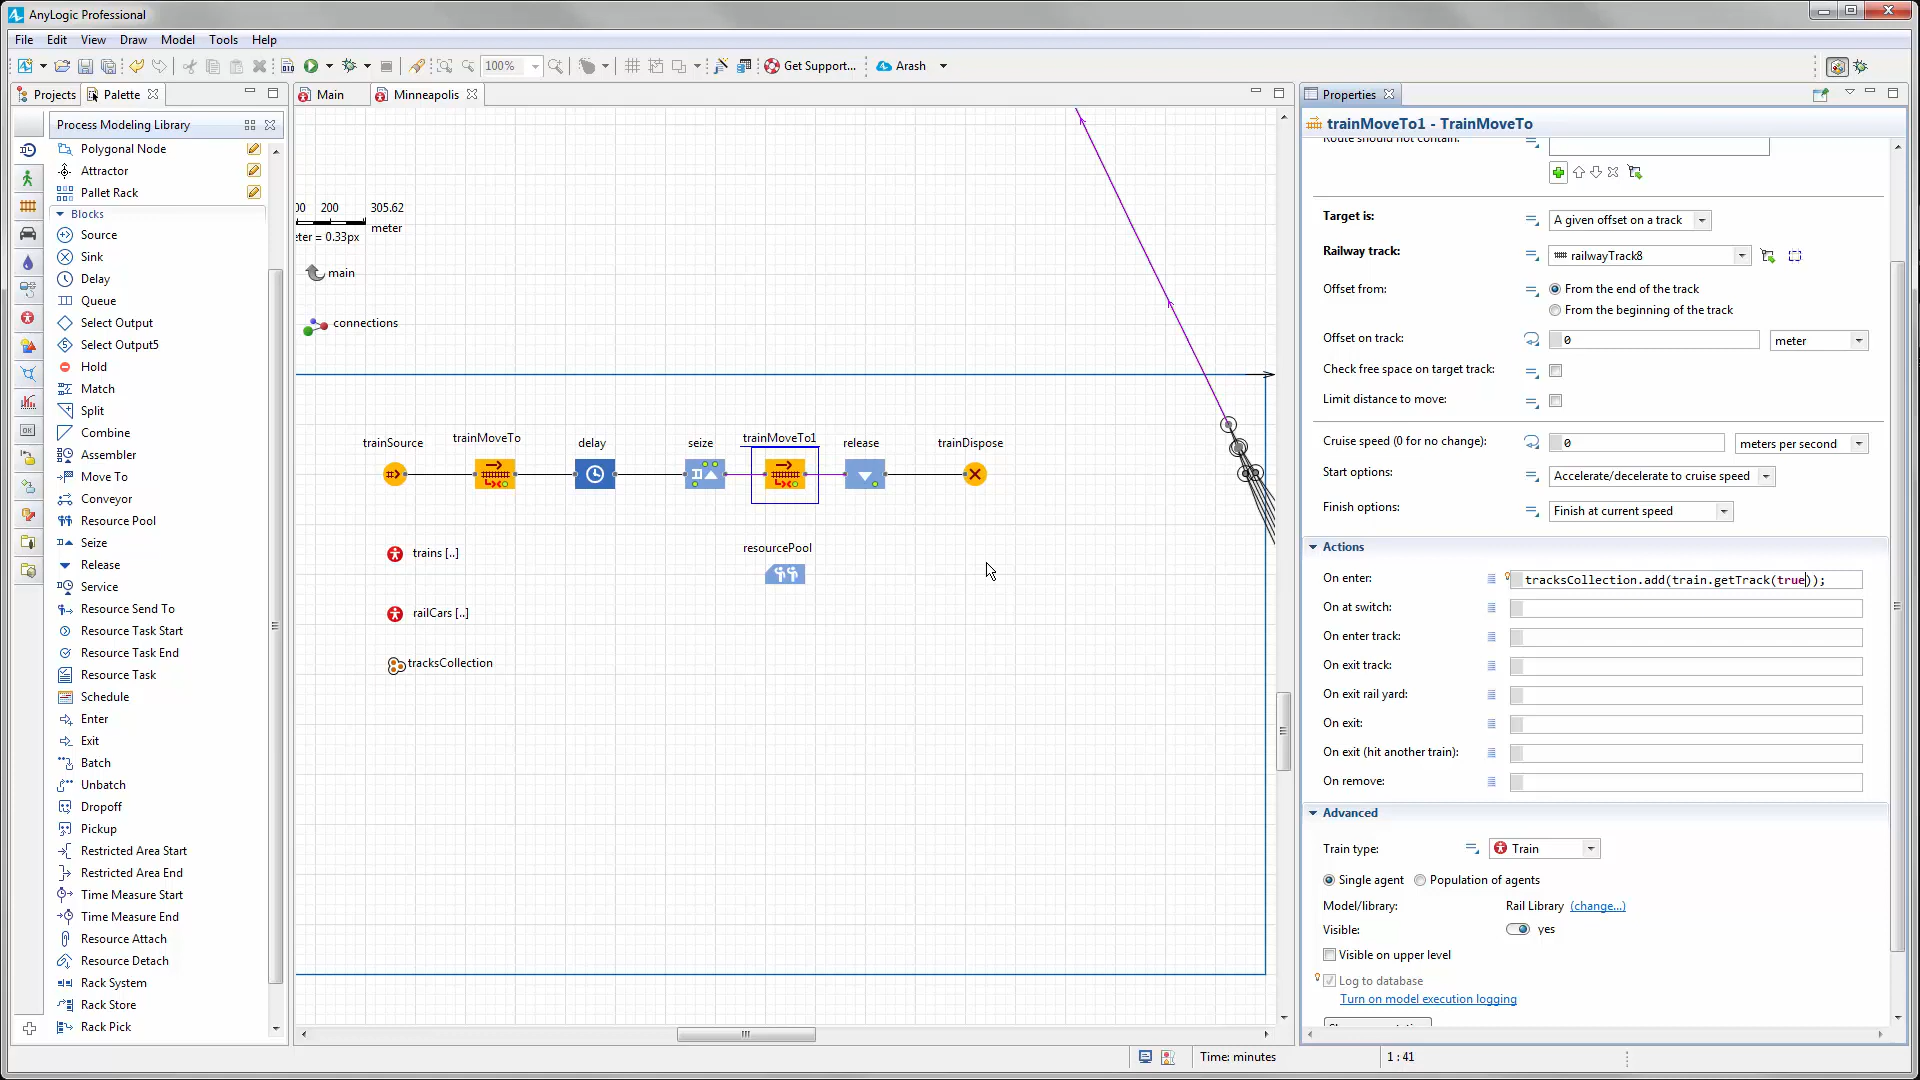 AnyLogic Professional
File Edit View Draw Model Tools Help
100% Get Support... Arash
Projects Palette
Process Modeling Library
Polygonal Node
Attractor
Pallet Rack
Blocks
Source
Sink
Delay
Queue
Select Output
Select Output5
Hold
Match
Split
Combine
Assembler
Move To
Conveyor
Resource Pool
Seize
Release
Service
Resource Send To
Resource Task Start
Resource Task End
Resource Task
Schedule
Enter
Exit
Batch
Unbatch
Dropoff
Pickup
Restricted Area Start
Restricted Area End
Time Measure Start
Time Measure End
Resource Attach
Resource Detach
Rack System
Rack Store
Rack Pick
Main Minneapolis
00 200 305.62
meter
ter = 0.33px
main
connections
trainSource trainMoveTo delay seize trainMoveTo1 release trainDispose
trains [..]
resourcePool
railCars [..]
tracksCollection
Properties
trainMoveTo1 - TrainMoveTo
Route should not contain:
Target is: A given offset on a track
Railway track: railwayTrack8
Offset from: From the end of the track
From the beginning of the track
Offset on track: 0 meter
Check free space on target track:
Limit distance to move:
Cruise speed (0 for no change): 0 meters per second
Start options: Accelerate/decelerate to cruise speed
Finish options: Finish at current speed
Actions
On enter: tracksCollection.add(train.getTrack(true));
On at switch:
On enter track:
On exit track:
On exit rail yard:
On exit:
On exit (hit another train):
On remove:
Advanced
Train type: Train
Single agent Population of agents
Model/library: Rail Library (change...)
Visible: yes
Visible on upper level
Log to database
Turn on model execution logging
Time: minutes 1 : 41